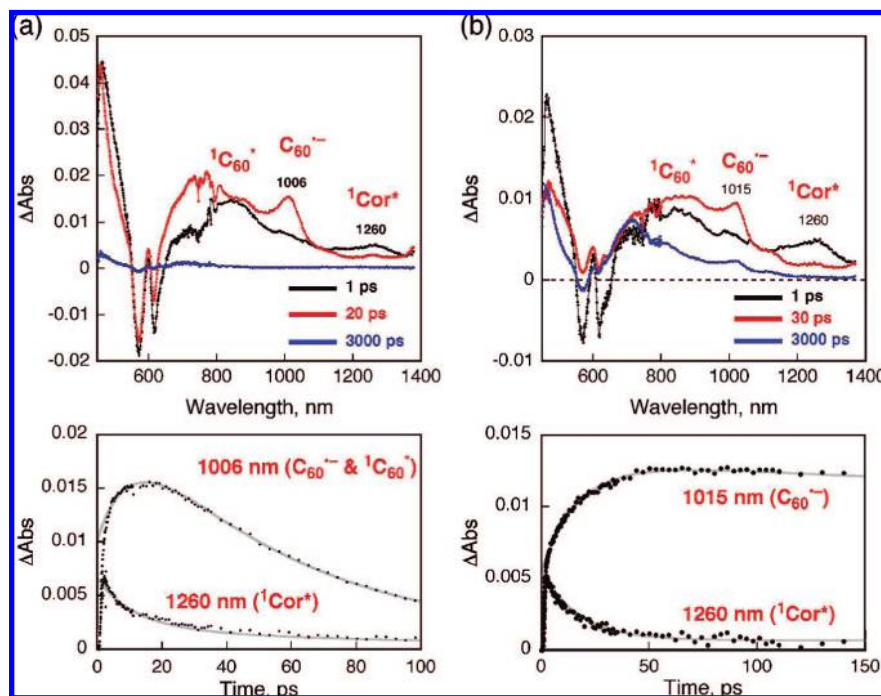 (a)
0.05
0.04
0.03
0.02
0.01
0
-0.01
-0.02
ΔAbs
¹C₆₀*
C₆₀•−
1006
¹Cor*
1260
1 ps
20 ps
3000 ps
600 800 1000 1200 1400
Wavelength, nm
(b)
0.03
0.02
0.01
0
-0.01
ΔAbs
¹C₆₀*
C₆₀•−
1015
¹Cor*
1260
1 ps
30 ps
3000 ps
600 800 1000 1200 1400
Wavelength, nm
0.02
0.015
0.01
0.005
0
ΔAbs
1006 nm (C₆₀•− & ¹C₆₀*)
1260 nm (¹Cor*)
0 20 40 60 80 100
Time, ps
0.015
0.01
0.005
0
ΔAbs
1015 nm (C₆₀•−)
1260 nm (¹Cor*)
0 50 100 150
Time, ps